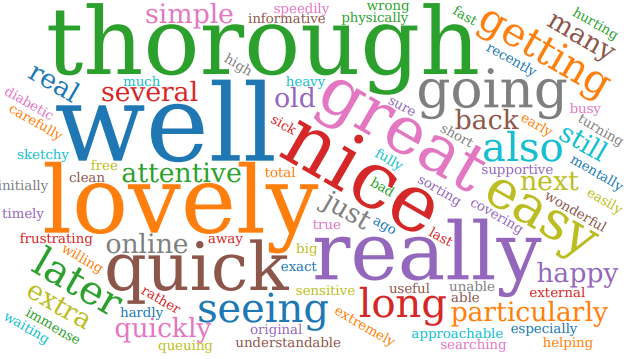 simple
speedily
wrong
informative
physically
fast
hurting
many
thorough
getting
high
recently
real
much
several
heavy
old
sure
going
busy
diabetic
carefully
well
great
back
early
turning
sick
short
also
still
sketchy
free
clean
attentive
total
nice
fully
bad
supportive
mentally
initially
lovely
sorting
next
easy
easily
wonderful
timely
just
ago
covering
frustrating
online
away
true
last
really
willing
big
later
quick
exact
happy
extra
rather
sensitive
useful
unable
able
external
immense
hardly
seeing
long
particularly
waiting
quickly
original
extremely
approachable
especially
queuing
understandable
searching
helping